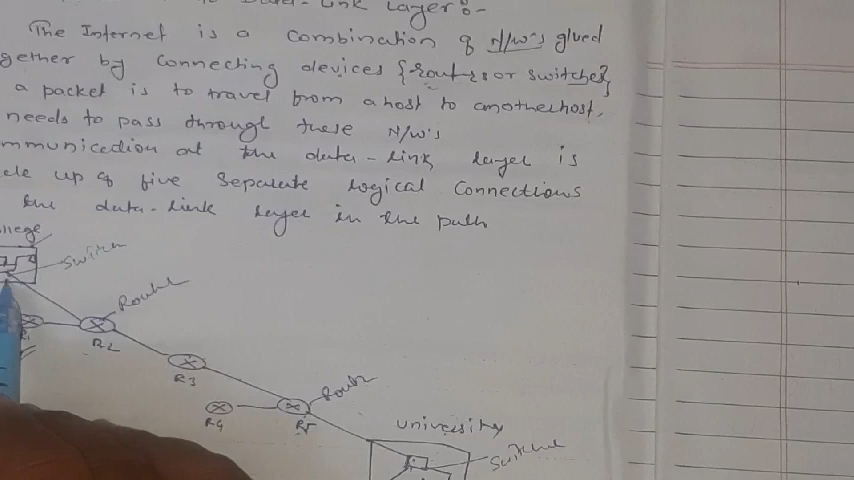 Data-Link Layer:-
The Internet is a combination of N/w's glued
gether by connecting devices {routers or switches}
a packet is to travel from a host to another host,
needs to pass through these N/w's
mmunication at the data-link layer is
de up of five separate logical connections
the data-link layer in the path
llege
Switch
Router
R1
R2
R3
Router
R4
R5
University
Switch